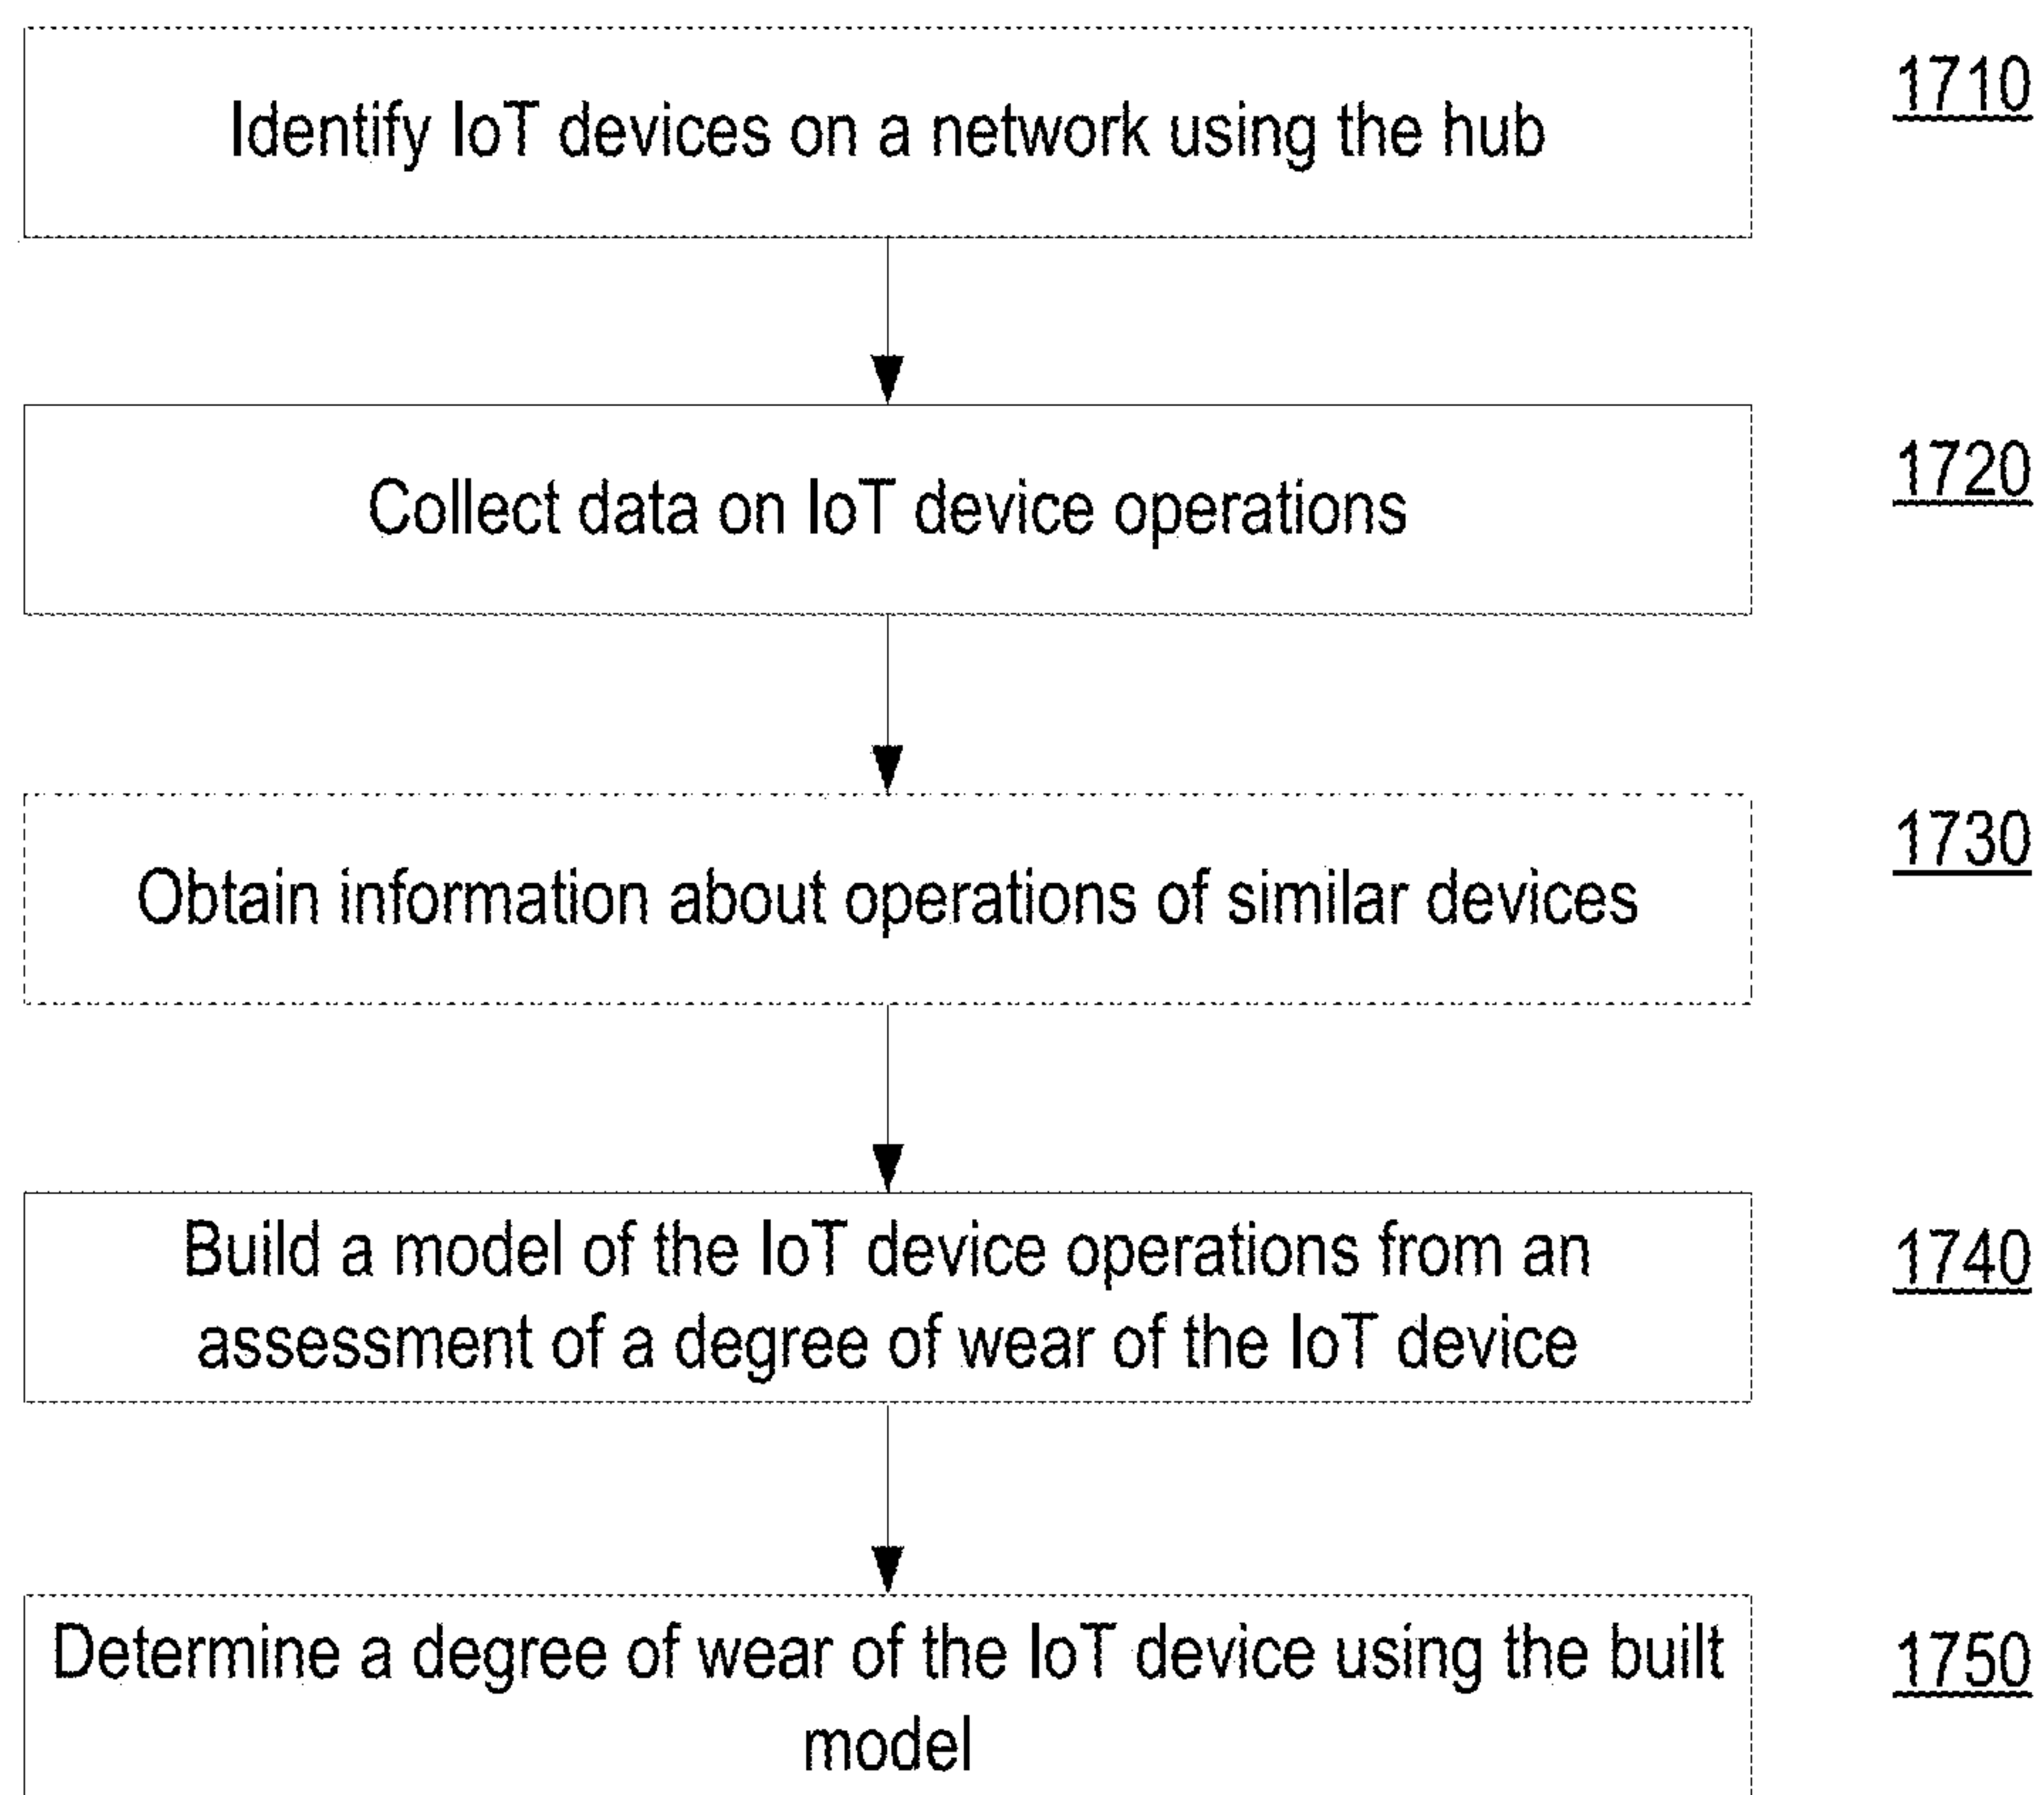 Identify IoT devices on a network using the hub
1710
Collect data on IoT device operations
1720
Obtain information about operations of similar devices
1730
Build a model of the IoT device operations from an
assessment of a degree of wear of the IoT device
1740
Determine a degree of wear of the IoT device using the built
model
1750